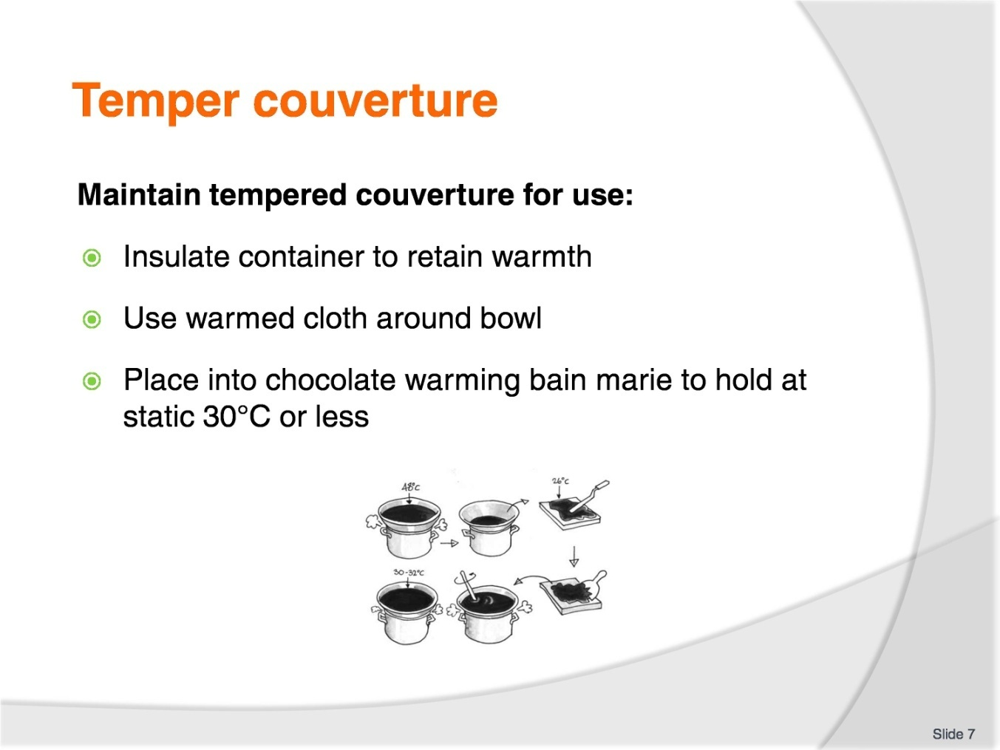 Temper couverture
Maintain tempered couverture for use:
Insulate container to retain warmth
Use warmed cloth around bowl
Place into chocolate warming bain marie to hold at
static 30°C or less
48°C
26°C
30-32°C
Slide 7